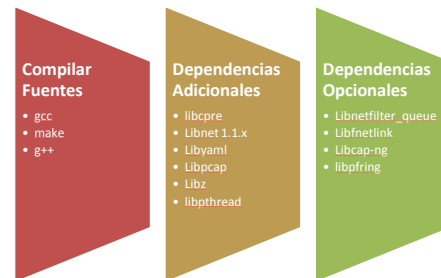 Compilar
Fuentes
• gcc
• make
• g++
Dependencias
Adicionales
• libcpre
• Libnet 1.1.x
• Libyaml
• Libpcap
• Libz
• libpthread
Dependencias
Opcionales
• Libnetfilter_queue
• Libfnetlink
• Libcap-ng
• libpfring